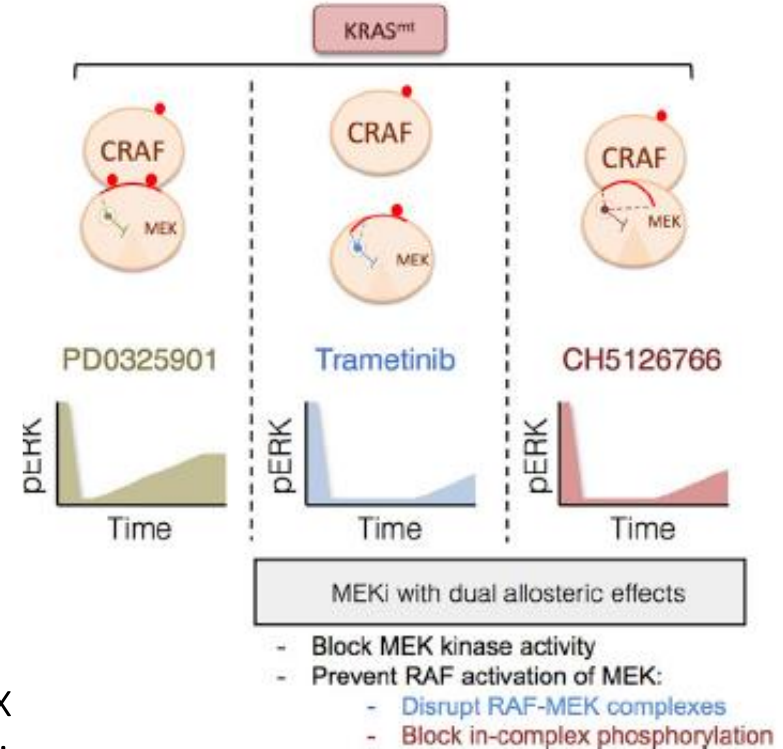 KRASmt
CRAF
MEK
CRAF
MEK
CRAF
MEK
PD0325901
Trametinib
CH5126766
pERK
Time
pERK
Time
pERK
Time
MEKi with dual allosteric effects
- Block MEK kinase activity
- Prevent RAF activation of MEK:
- Disrupt RAF-MEK complexes
- Block in-complex phosphorylation